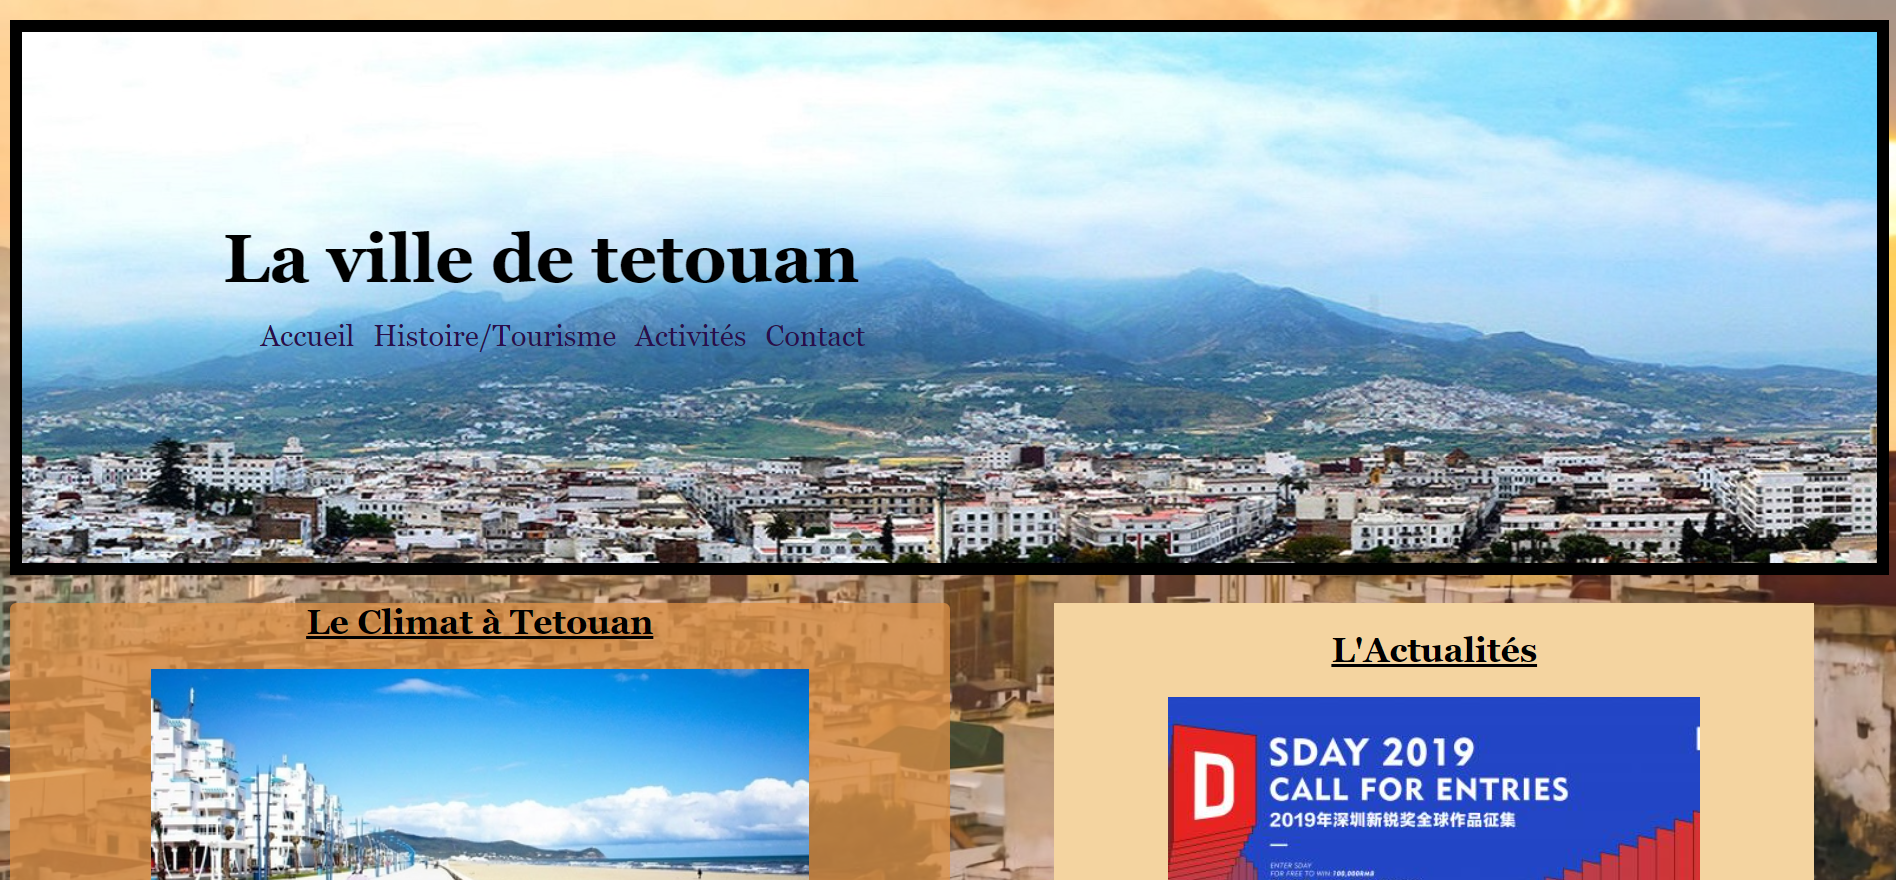 La ville de tetouan
Accueil Histoire/Tourisme Activités Contact
Le Climat à Tetouan
L'Actualités
D
SDAY 2019
CALL FOR ENTRIES
2019年深圳新锐奖全球作品征集
ENTER SDAY
FOR FREE TO WIN 100,000RMB